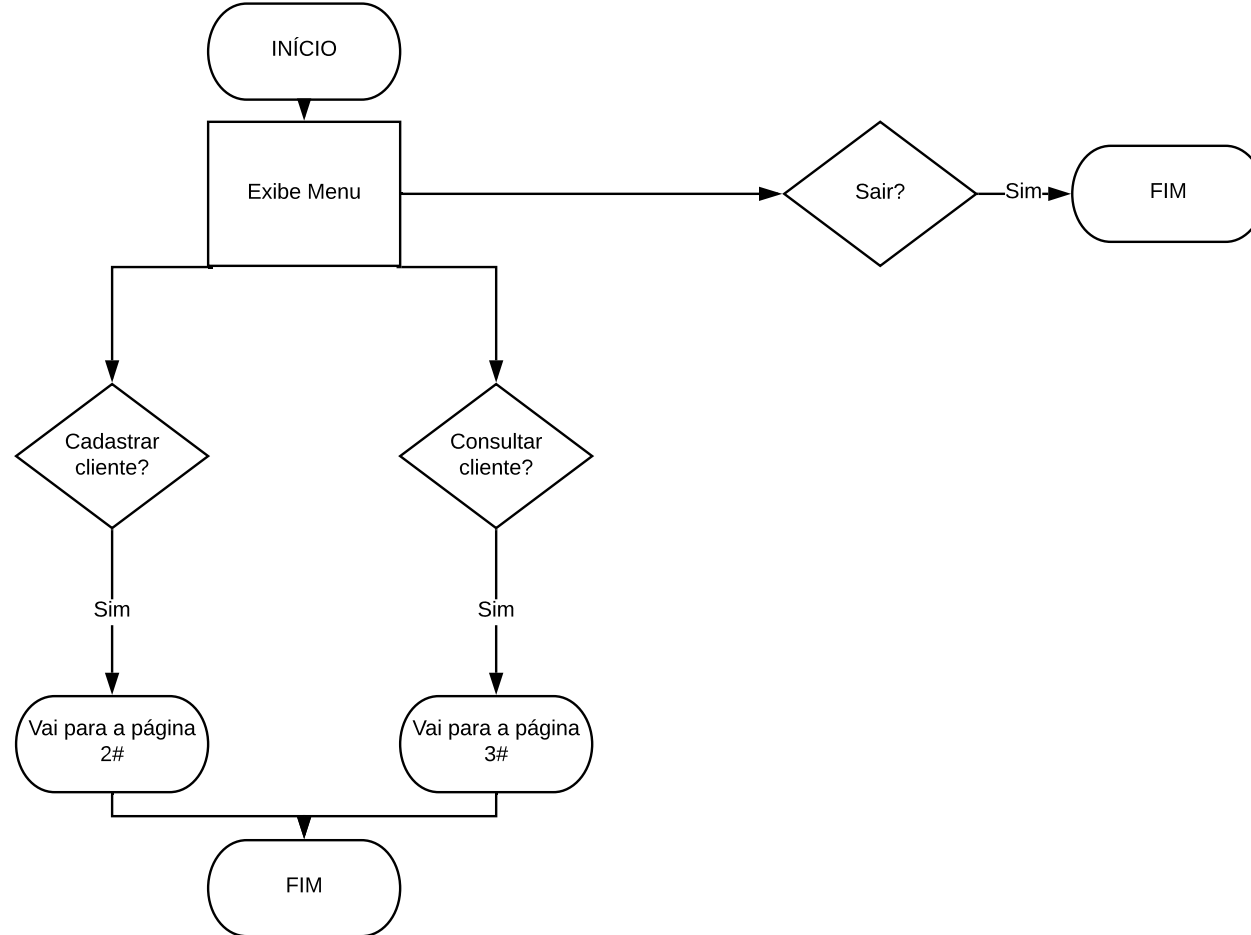 INÍCIO
Exibe Menu
Sair?
Sim
FIM
Cadastrar
cliente?
Consultar
cliente?
Sim
Sim
Vai para a página
2#
Vai para a página
3#
FIM